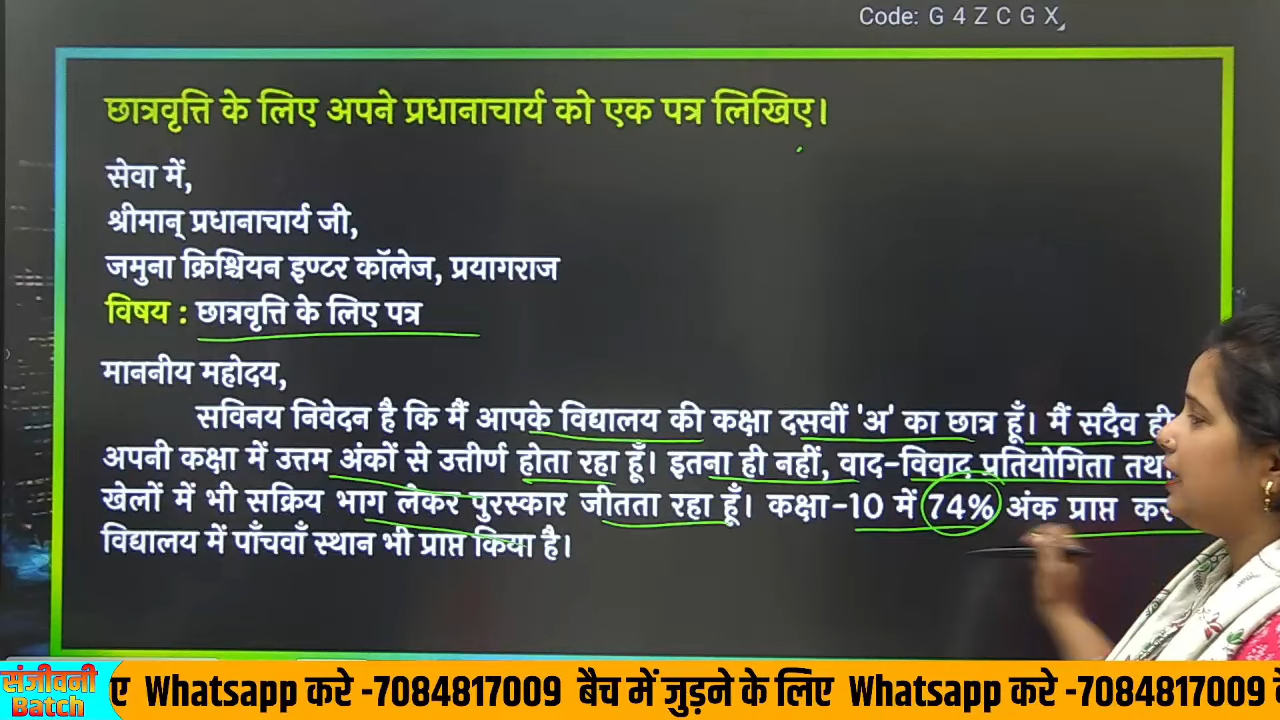 Code: G 4 Z C G X
छात्रवृत्ति के लिए अपने प्रधानाचार्य को एक पत्र लिखिए।
सेवा में,
श्रीमान् प्रधानाचार्य जी,
जमुना क्रिश्चियन इण्टर कॉलेज, प्रयागराज
विषय : छात्रवृत्ति के लिए पत्र
माननीय महोदय,
सविनय निवेदन है कि मैं आपके विद्यालय की कक्षा दसवीं 'अ' का छात्र हूँ। मैं सदैव ही
अपनी कक्षा में उत्तम अंकों से उत्तीर्ण होता रहा हूँ। इतना ही नहीं, वाद-विवाद प्रतियोगिता तथा
खेलों में भी सक्रिय भाग लेकर पुरस्कार जीतता रहा हूँ। कक्षा-10 में 74% अंक प्राप्त कर
विद्यालय में पाँचवाँ स्थान भी प्राप्त किया है।
संजीवनी
Batch
ए Whatsapp करे -7084817009 बैच में जुड़ने के लिए Whatsapp करे -7084817009